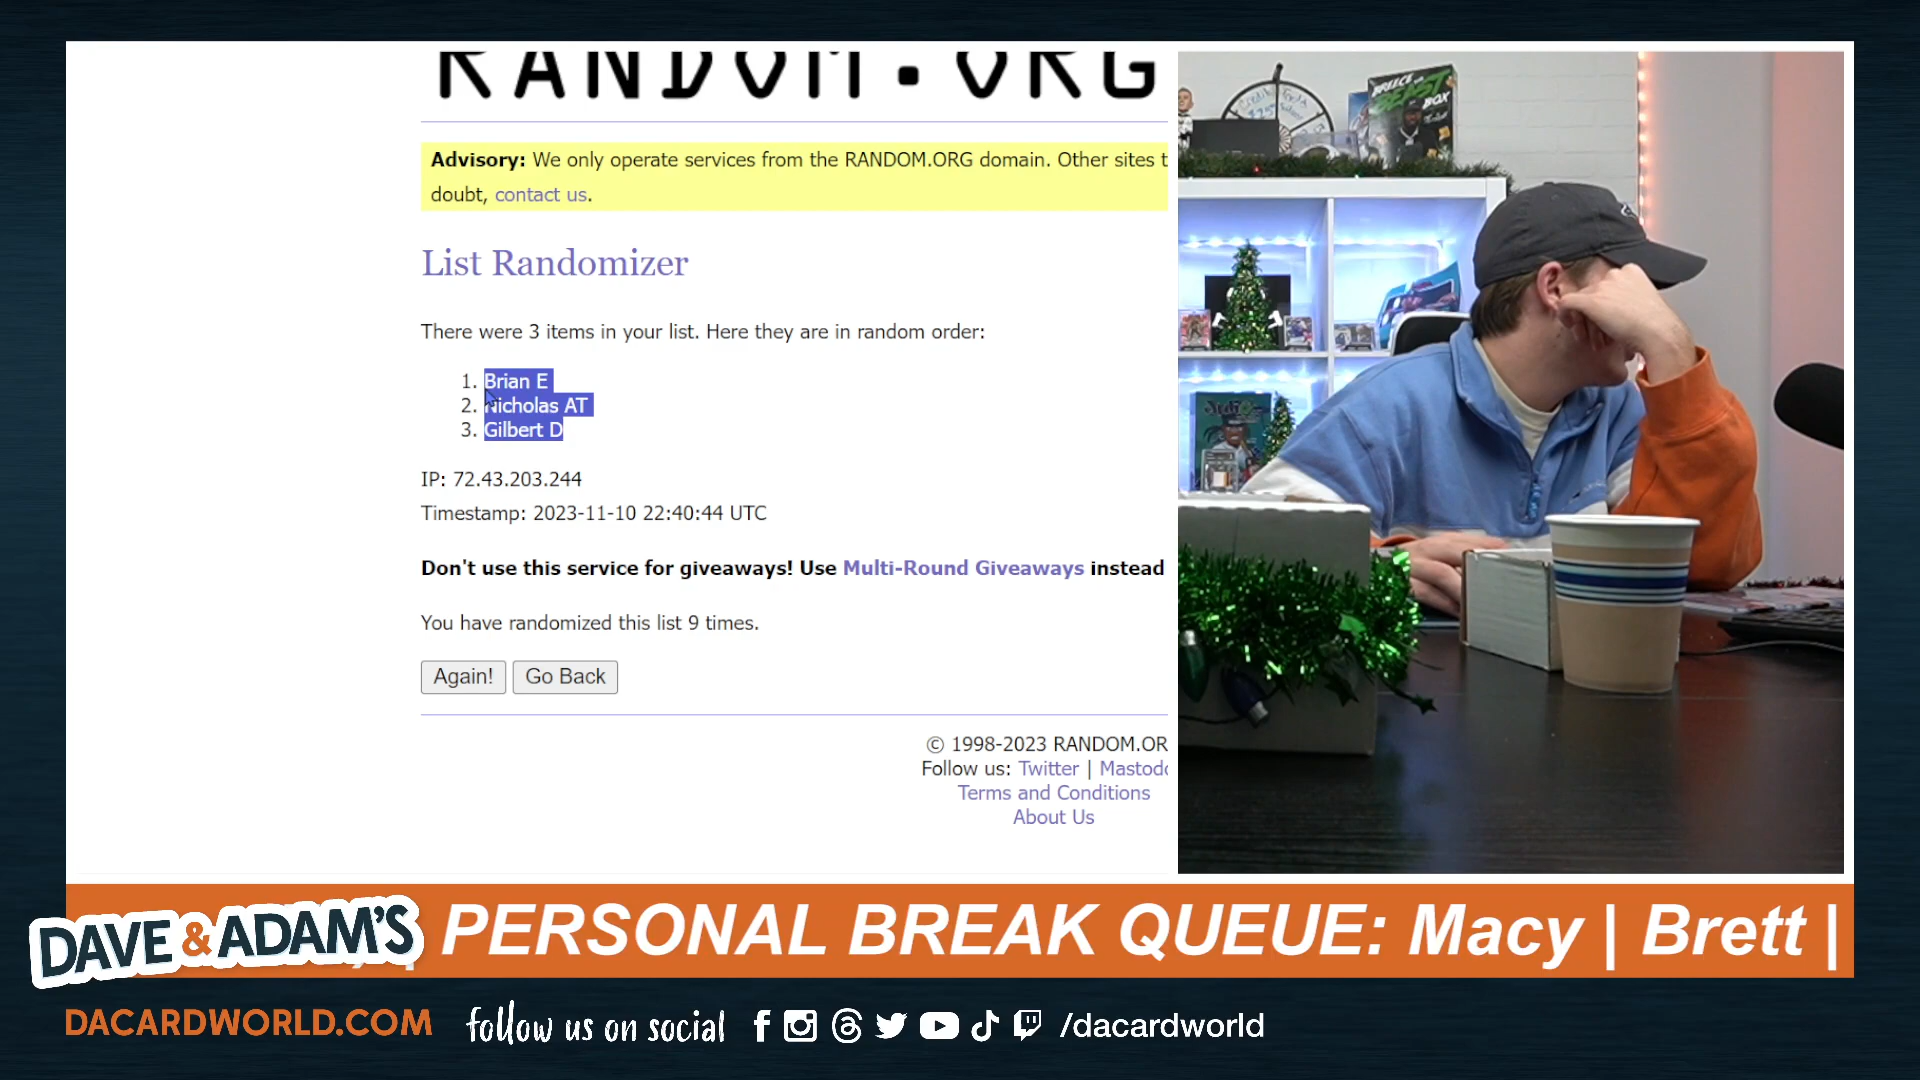 RANDOM.ORG
Advisory: We only operate services from the RANDOM.ORG domain. Other sites t
doubt, contact us.
List Randomizer
There were 3 items in your list. Here they are in random order:
1. Brian E
2. Nicholas AT
3. Gilbert D
IP: 72.43.203.244
Timestamp: 2023-11-10 22:40:44 UTC
Don't use this service for giveaways! Use Multi-Round Giveaways instead
You have randomized this list 9 times.
Again! Go Back
© 1998-2023 RANDOM.OR
Follow us: Twitter | Mastodo
Terms and Conditions
About Us
BREECE
BEAST
BOX
DAVE & ADAM'S
PERSONAL BREAK QUEUE: Macy | Brett |
DACARDWORLD.COM
follow us on social
/dacardworld